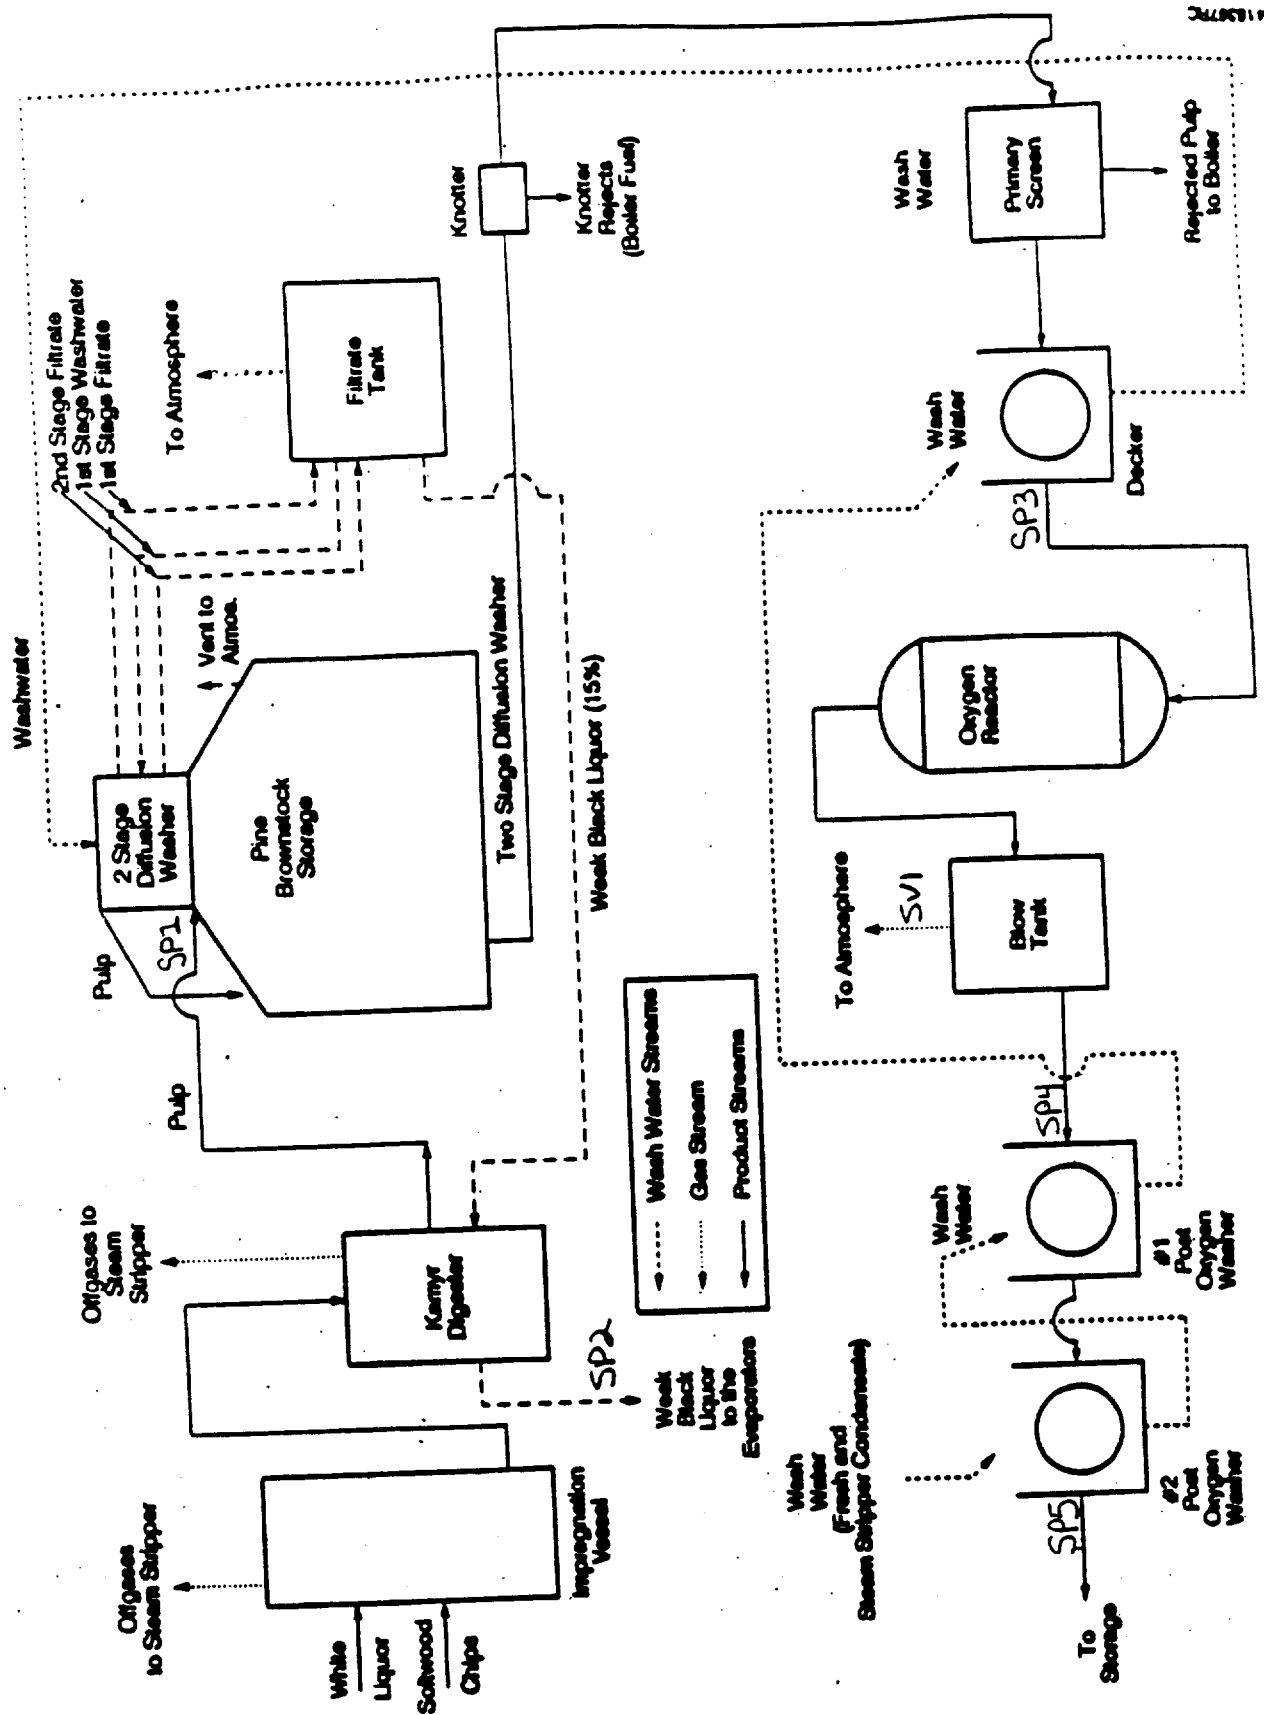 418367RC
Washwater
2nd Stage Filtrate
1st Stage Washwater
1st Stage Filtrate
To Atmosphere
Vent to
Atmos.
2 Stage
Diffusion
Washer
Pulp
SP1
Pulp
Pine
Brownstock
Storage
Filtrate
Tank
Knotter
Knotter
Rejects
(Boiler Fuel)
Two Stage Diffusion Washer
Weak Black Liquor (15%)
Offgases to
Steam
Stripper
Kamyr
Digester
Offgases
to Steam Stripper
White
Liquor
Softwood
Chips
Impregnation
Vessel
SP2
Weak
Black
Liquor
to the
Evaporators
Wash Water Streams
Gas Stream
Product Streams
Wash
Water
Primary
Screen
Rejected Pulp
to Boiler
Wash
Water
Decker
SP3
Oxygen
Reactor
To Atmosphere
SV1
Blow
Tank
SP4
Wash
Water
#1
Post
Oxygen
Washer
Wash
Water
(Fresh and
Steam Stripper Condensate)
#2
Post
Oxygen
Washer
SP5
To
Storage